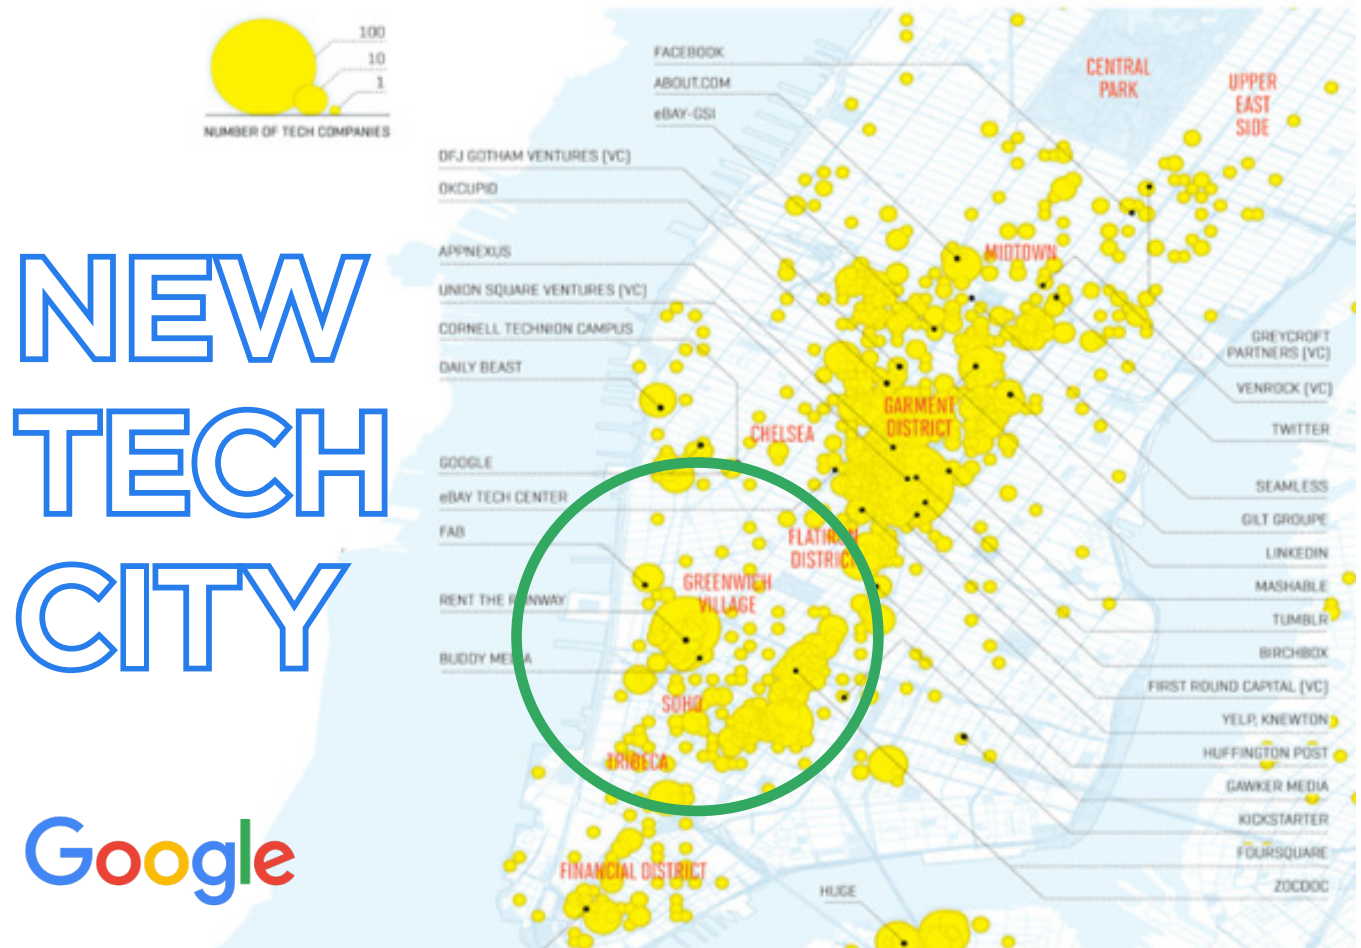 100
10
1
NUMBER OF TECH COMPANIES
NEW
TECH
CITY
Google
FACEBOOK
ABOUT.COM
eBAY-GSI
DFJ GOTHAM VENTURES [VC]
OKCUPID
APPNEXUS
UNION SQUARE VENTURES [VC]
CORNELL TECHNION CAMPUS
DAILY BEAST
GOOGLE
eBAY TECH CENTER
FAB
RENT THE RUNWAY
BUDDY MEDIA
CENTRAL
PARK
UPPER
EAST
SIDE
MIDTOWN
GARMENT
DISTRICT
CHELSEA
FLATIRON
DISTRICT
GREENWICH
VILLAGE
SOHO
TRIBECA
FINANCIAL DISTRICT
GREYCROFT
PARTNERS [VC]
VENROCK [VC]
TWITTER
SEAMLESS
GILT GROUPE
LINKEDIN
MASHABLE
TUMBLR
BIRCHBOX
FIRST ROUND CAPITAL [VC]
YELP, KNEWTON
HUFFINGTON POST
GAWKER MEDIA
KICKSTARTER
FOURSQUARE
ZOCDOC
HUGE